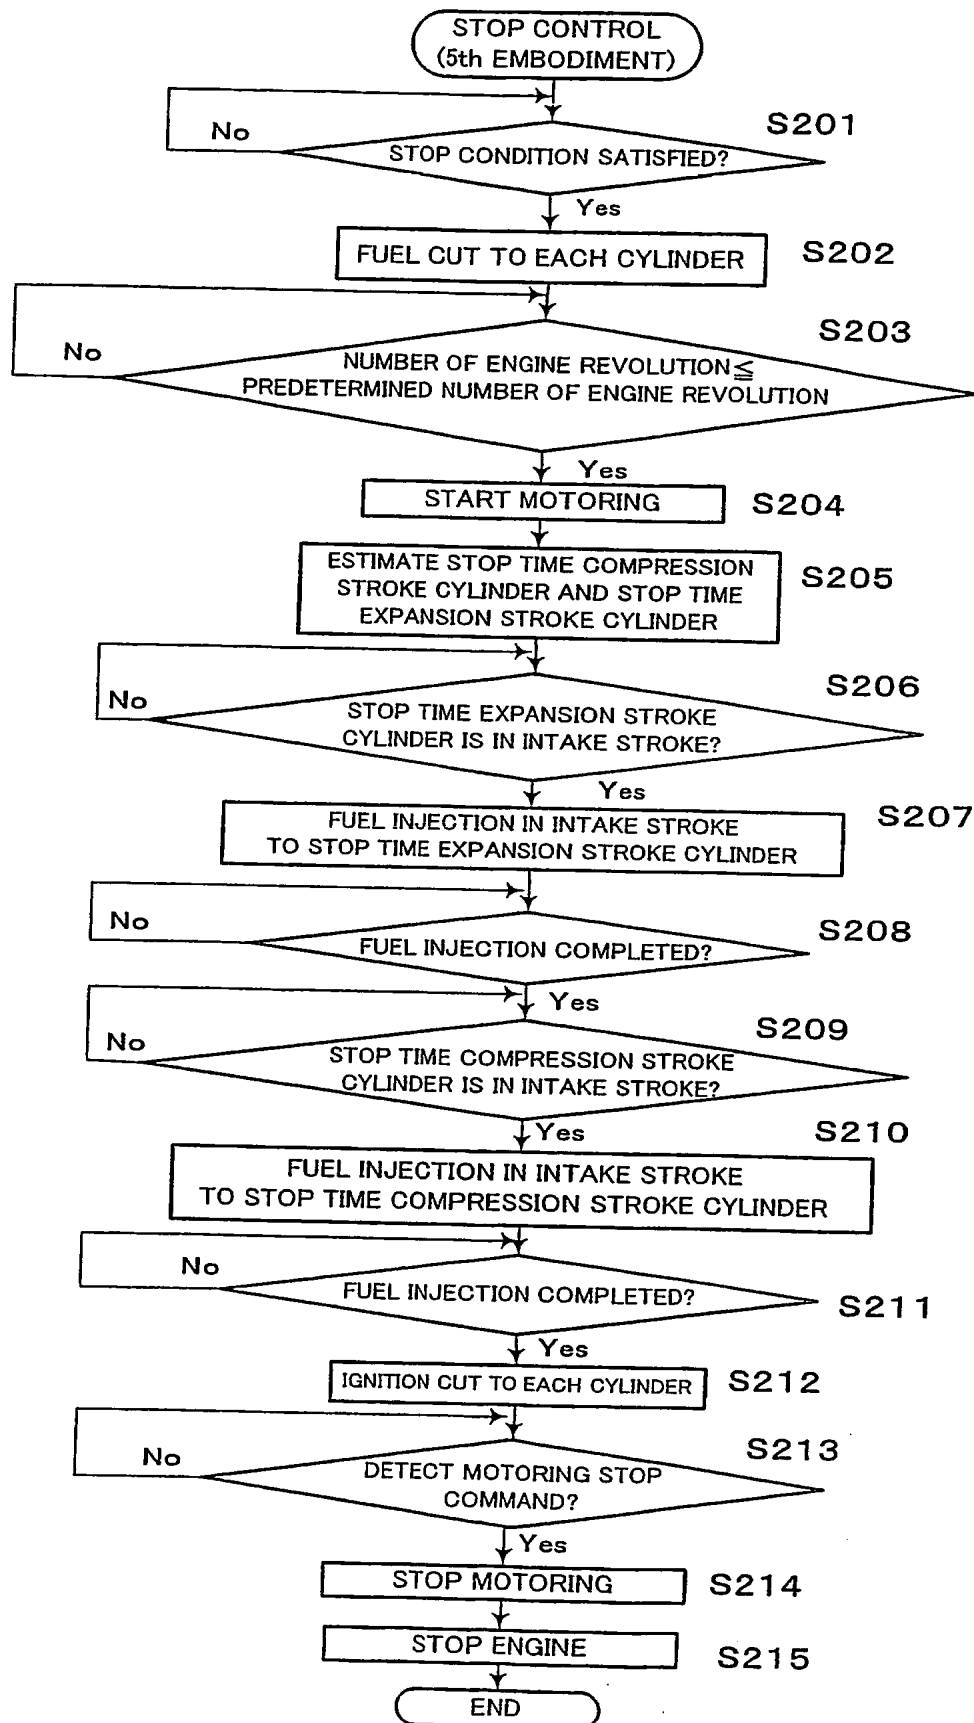 STOP CONTROL
(5th EMBODIMENT)
S201
No
STOP CONDITION SATISFIED?
Yes
FUEL CUT TO EACH CYLINDER
S202
S203
No
NUMBER OF ENGINE REVOLUTION≦
PREDETERMINED NUMBER OF ENGINE REVOLUTION
Yes
START MOTORING
S204
ESTIMATE STOP TIME COMPRESSION
STROKE CYLINDER AND STOP TIME
EXPANSION STROKE CYLINDER
S205
S206
No
STOP TIME EXPANSION STROKE
CYLINDER IS IN INTAKE STROKE?
Yes
S207
FUEL INJECTION IN INTAKE STROKE
TO STOP TIME EXPANSION STROKE CYLINDER
No
S208
FUEL INJECTION COMPLETED?
Yes
S209
No
STOP TIME COMPRESSION STROKE
CYLINDER IS IN INTAKE STROKE?
Yes
S210
FUEL INJECTION IN INTAKE STROKE
TO STOP TIME COMPRESSION STROKE CYLINDER
No
FUEL INJECTION COMPLETED?
S211
Yes
IGNITION CUT TO EACH CYLINDER
S212
S213
No
DETECT MOTORING STOP
COMMAND?
Yes
STOP MOTORING
S214
STOP ENGINE
S215
END